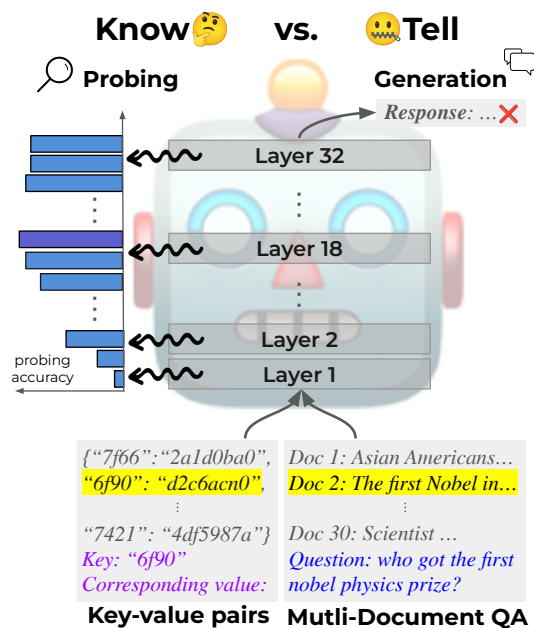 Know🤔 vs. 🤐Tell
Probing
Generation
Response: …❌
Layer 32
Layer 18
Layer 2
Layer 1
probing
accuracy
{“7f66”:“2a1d0ba0”,
“6f90”: “d2c6acn0”,
⋮
“7421”: “4df5987a”}
Key: “6f90”
Corresponding value:
Key-value pairs
Doc 1: Asian Americans…
Doc 2: The first Nobel in…
⋮
Doc 30: Scientist …
Question: who got the first
nobel physics prize?
Mutli-Document QA